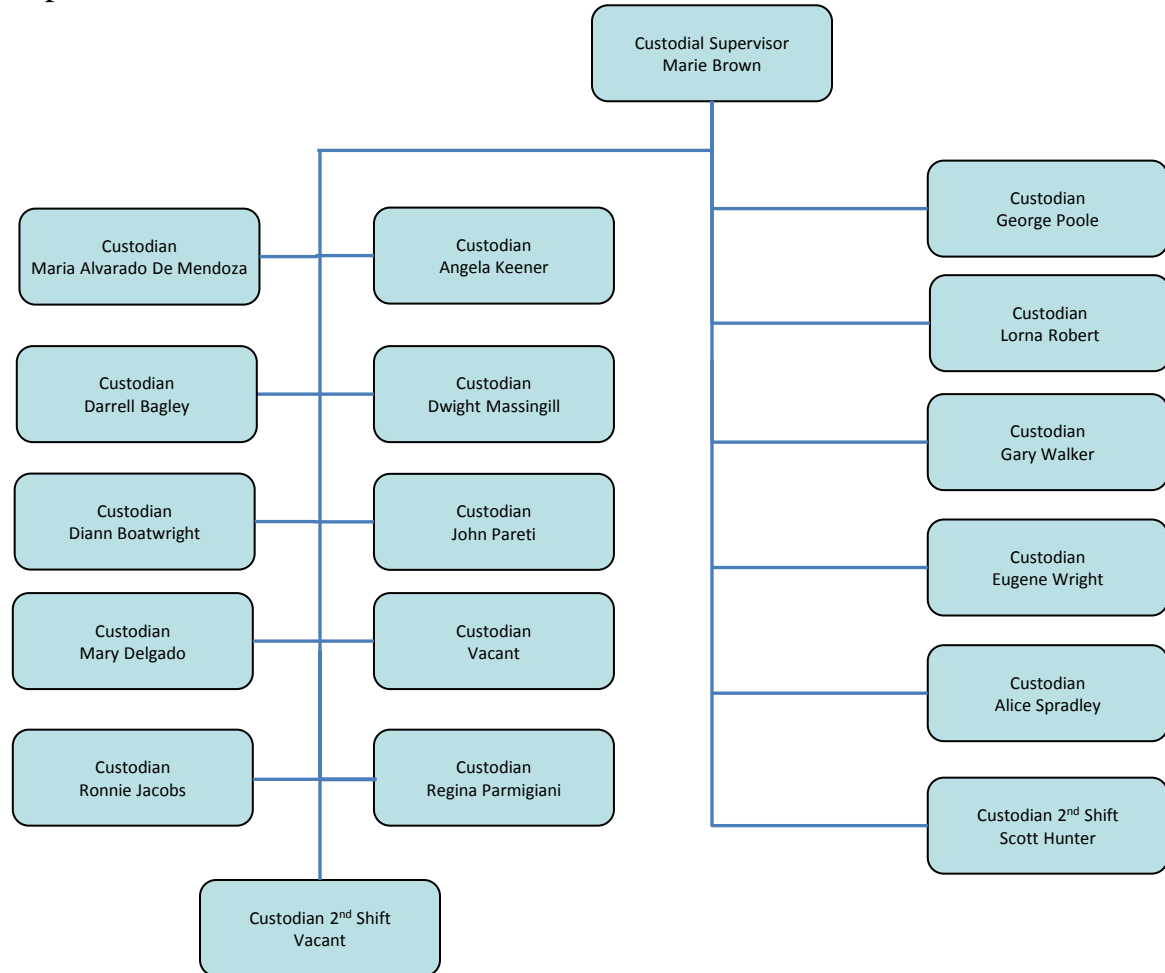 Custodial Supervisor
Marie Brown
Custodian
George Poole
Custodian
Maria Alvarado De Mendoza
Custodian
Angela Keener
Custodian
Lorna Robert
Custodian
Darrell Bagley
Custodian
Dwight Massingill
Custodian
Gary Walker
Custodian
Diann Boatwright
Custodian
John Pareti
Custodian
Eugene Wright
Custodian
Mary Delgado
Custodian
Vacant
Custodian
Alice Spradley
Custodian
Ronnie Jacobs
Custodian
Regina Parmigiani
Custodian 2nd Shift
Scott Hunter
Custodian 2nd Shift
Vacant